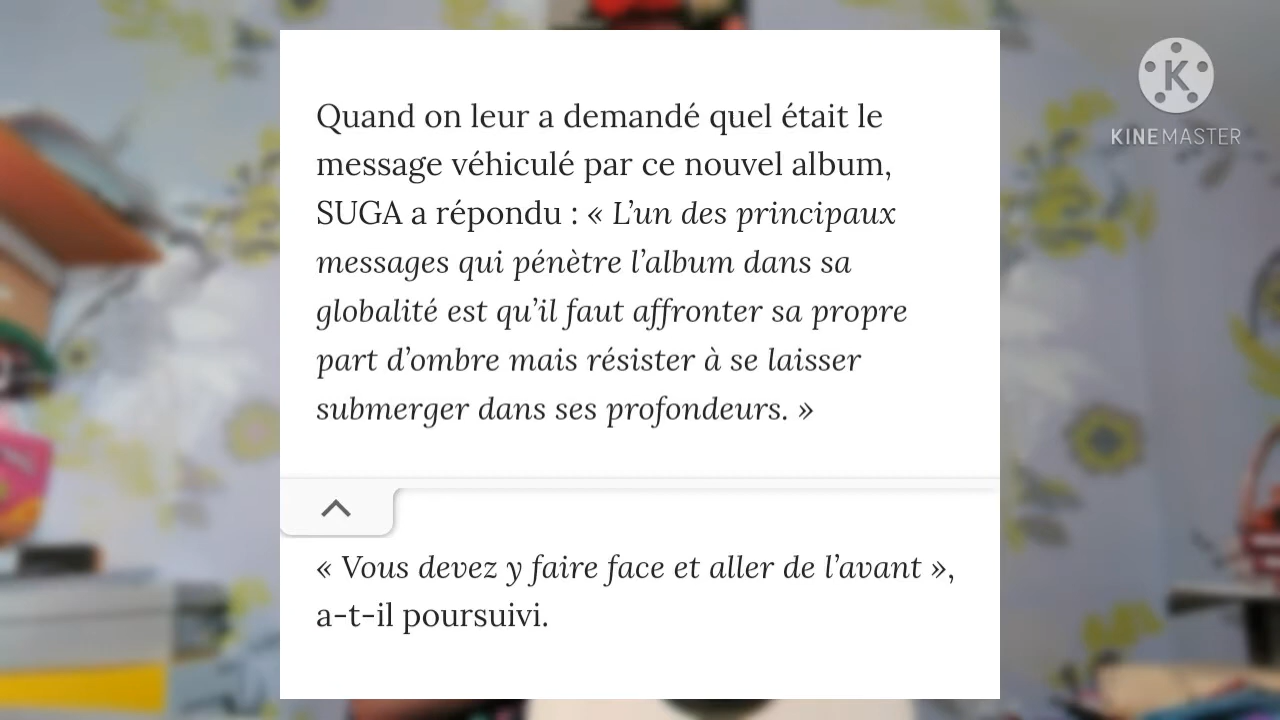 Quand on leur a demandé quel était le
message véhiculé par ce nouvel album,
SUGA a répondu : « L’un des principaux
messages qui pénètre l’album dans sa
globalité est qu’il faut affronter sa propre
part d’ombre mais résister à se laisser
submerger dans ses profondeurs. »
« Vous devez y faire face et aller de l’avant »,
a-t-il poursuivi.
K
KINEMASTER